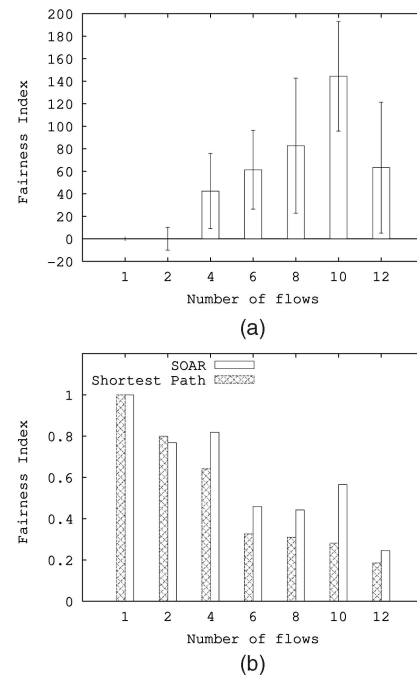 200
180
160
140
120
100
80
60
40
20
0
-20
Fairness Index
1 2 4 6 8 10 12
Number of flows
(a)
SOAR
Shortest Path
1
0.8
0.6
0.4
0.2
0
Fairness Index
1 2 4 6 8 10 12
Number of flows
(b)